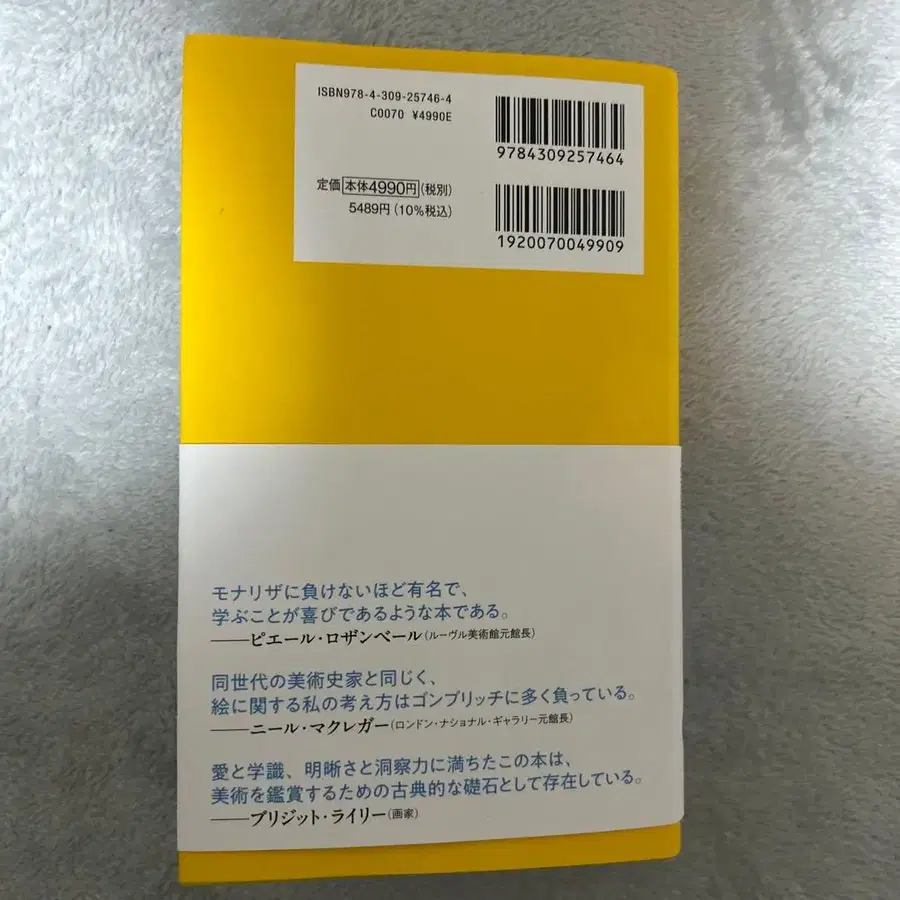 ISBN978-4-309-25746-4
C0070 ¥4990E
9784309257464
定価 本体4990円(税別)
5489円(10%税込)
1920070049909
モナリザに負けないほど有名で、
学ぶことが喜びであるような本である。
――ピエール・ロザンベール(ルーヴル美術館元館長)
同世代の美術史家と同じく、
絵に関する私の考え方はゴンブリッチに多く負っている。
――ニール・マクレガー(ロンドン・ナショナル・ギャラリー元館長)
愛と学識、明晰さと洞察力に満ちたこの本は、
美術を鑑賞するための古典的な礎石として存在している。
――ブリジット・ライリー(画家)